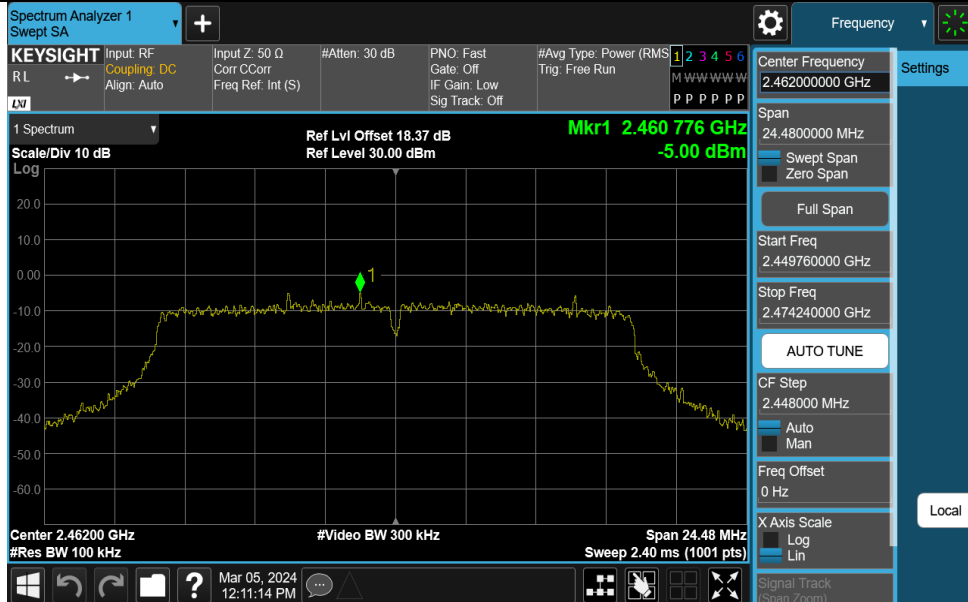 Spectrum Analyzer 1
Swept SA
Frequency
KEYSIGHT
R L
LXI
Input: RF
Coupling: DC
Align: Auto
Input Z: 50 Ω
Corr CCorr
Freq Ref: Int (S)
#Atten: 30 dB
PNO: Fast
Gate: Off
IF Gain: Low
Sig Track: Off
#Avg Type: Power (RMS
Trig: Free Run
1 2 3 4 5 6
M W W W W W
P P P P P P
1 Spectrum
Scale/Div 10 dB
Log
Ref Lvl Offset 18.37 dB
Ref Level 30.00 dBm
Mkr1 2.460 776 GHz
-5.00 dBm
20.0
10.0
0.00
-10.0
-20.0
-30.0
-40.0
-50.0
-60.0
1
Center 2.46200 GHz
#Res BW 100 kHz
#Video BW 300 kHz
Span 24.48 MHz
Sweep 2.40 ms (1001 pts)
Mar 05, 2024
12:11:14 PM
?
Center Frequency
2.462000000 GHz
Span
24.4800000 MHz
Swept Span
Zero Span
Full Span
Start Freq
2.449760000 GHz
Stop Freq
2.474240000 GHz
AUTO TUNE
CF Step
2.448000 MHz
Auto
Man
Freq Offset
0 Hz
X Axis Scale
Log
Lin
Signal Track
(Span Zoom)
Settings
Local